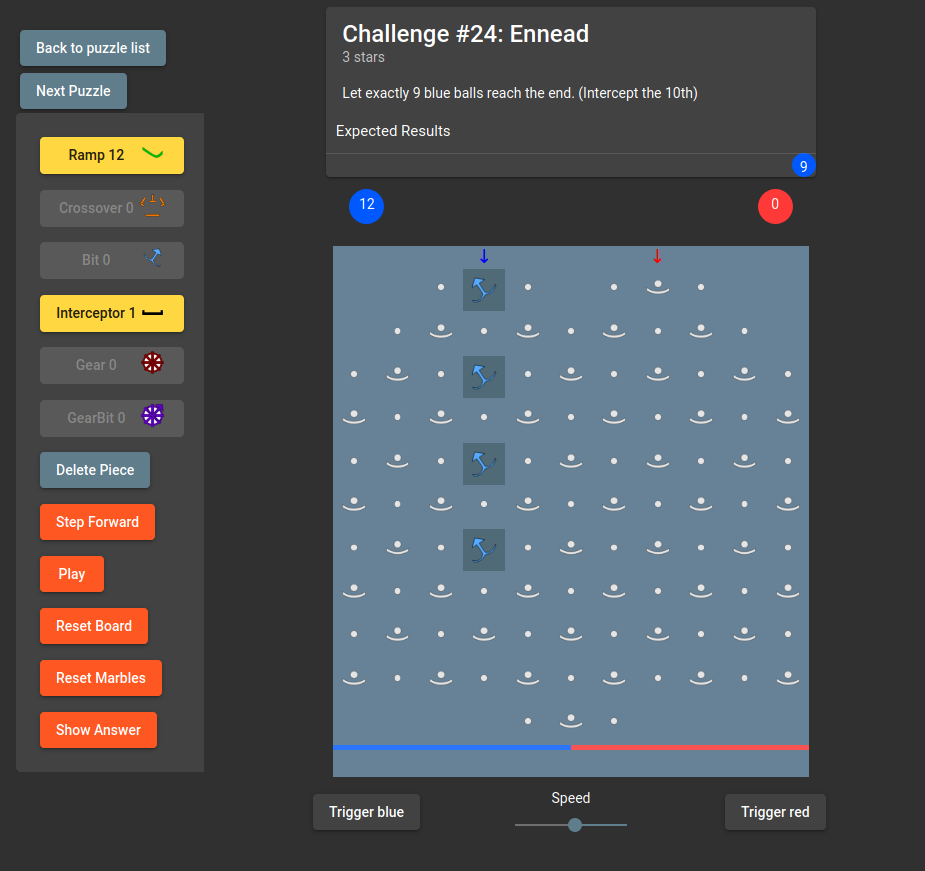 Back to puzzle list
Next Puzzle
Challenge #24: Ennead
3 stars
Let exactly 9 blue balls reach the end. (Intercept the 10th)
Expected Results
9
12
0
Ramp 12
Crossover 0
Bit 0
Interceptor 1
Gear 0
GearBit 0
Delete Piece
Step Forward
Play
Reset Board
Reset Marbles
Show Answer
Trigger blue
Speed
Trigger red